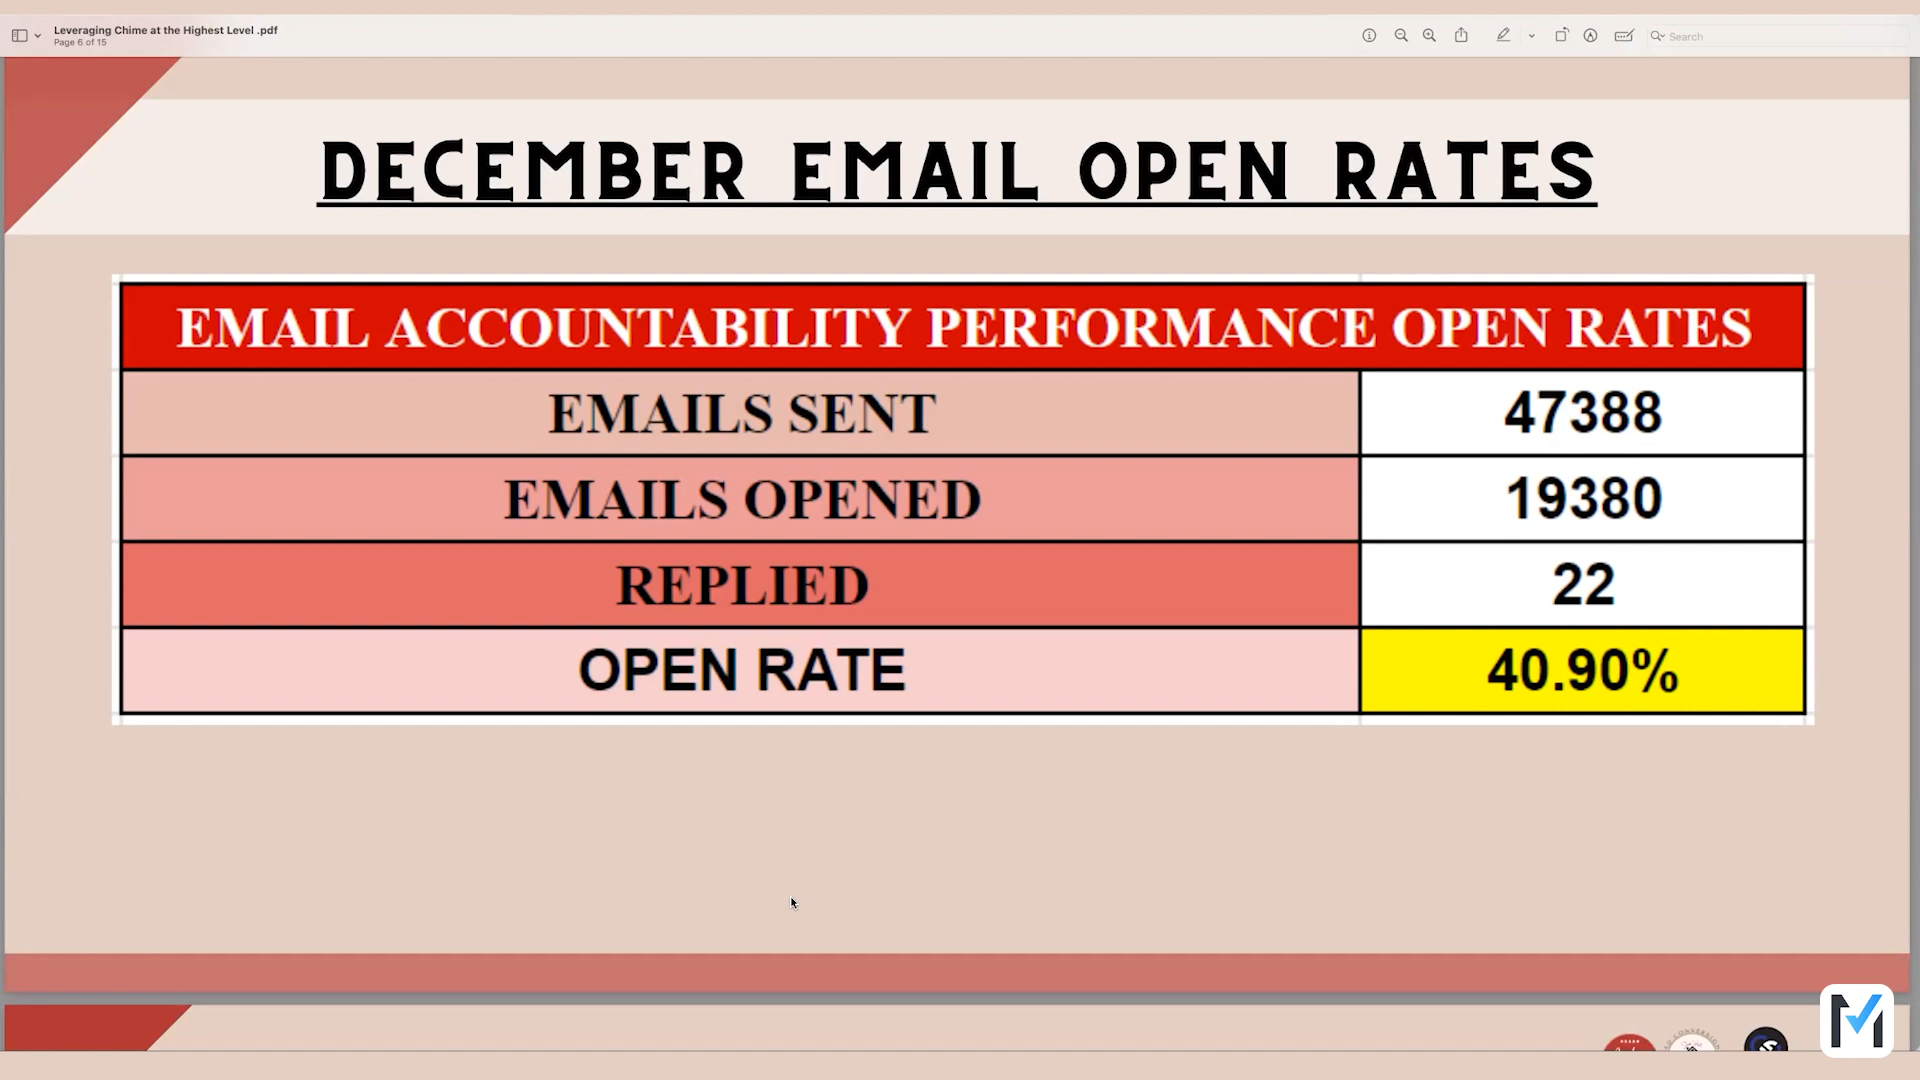 Leveraging Chime at the Highest Level .pdf
Page 6 of 15
Search
DECEMBER EMAIL OPEN RATES
EMAIL ACCOUNTABILITY PERFORMANCE OPEN RATES
EMAILS SENT 47388
EMAILS OPENED 19380
REPLIED 22
OPEN RATE 40.90%